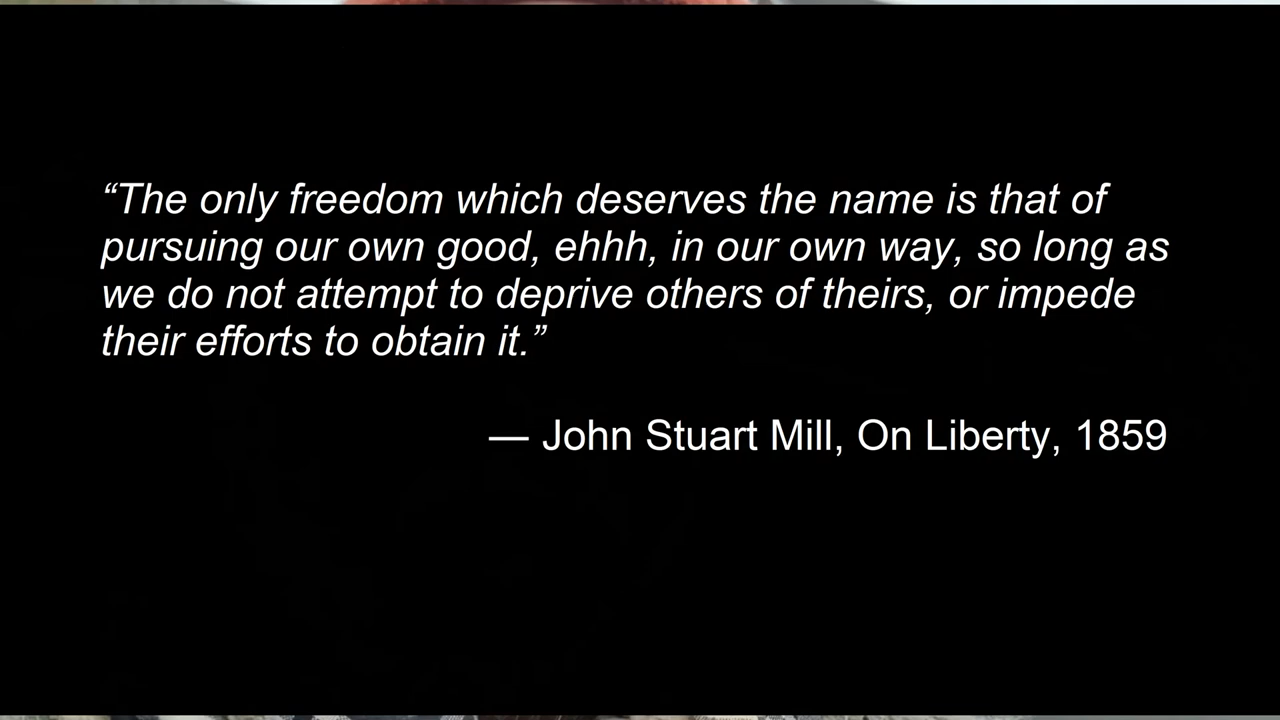 “The only freedom which deserves the name is that of
pursuing our own good, ehhh, in our own way, so long as
we do not attempt to deprive others of theirs, or impede
their efforts to obtain it.”
— John Stuart Mill, On Liberty, 1859